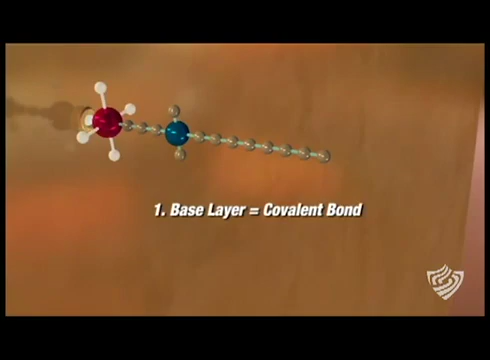 1. Base Layer = Covalent Bond